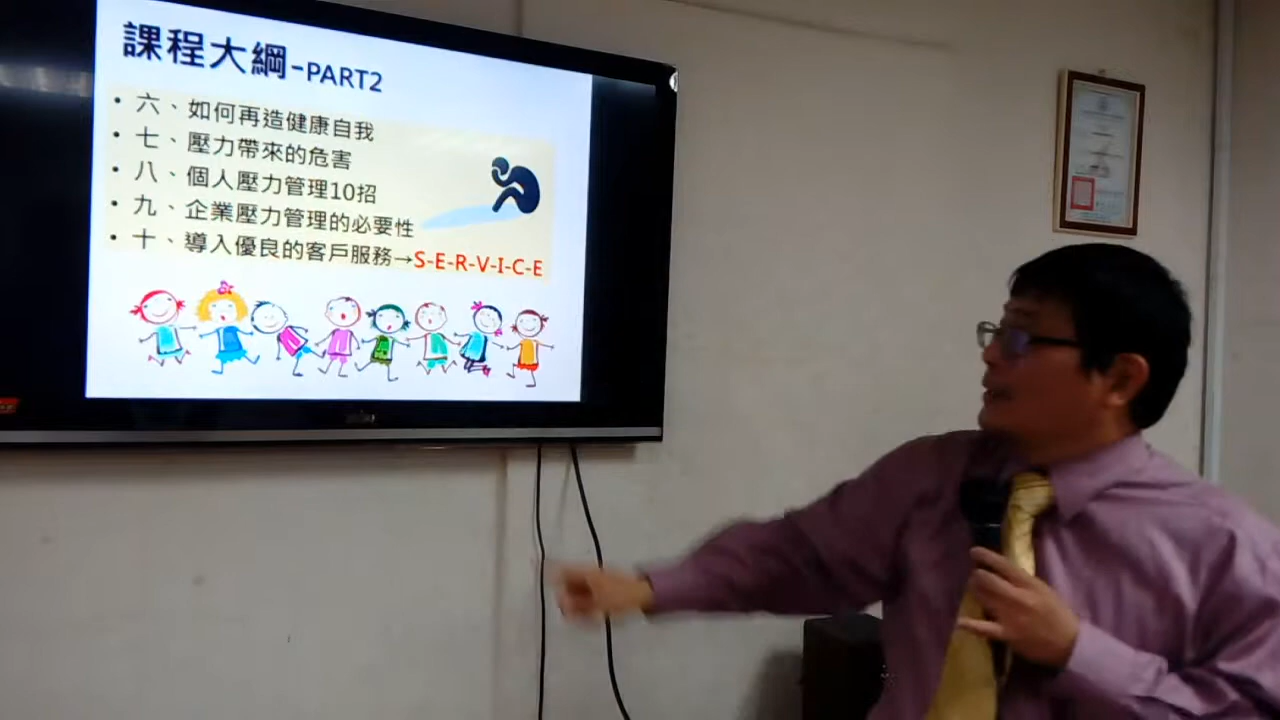 課程大綱-PART2
• 六、如何再造健康自我
• 七、壓力帶來的危害
• 八、個人壓力管理10招
• 九、企業壓力管理的必要性
• 十、導入優良的客戶服務→S-E-R-V-I-C-E